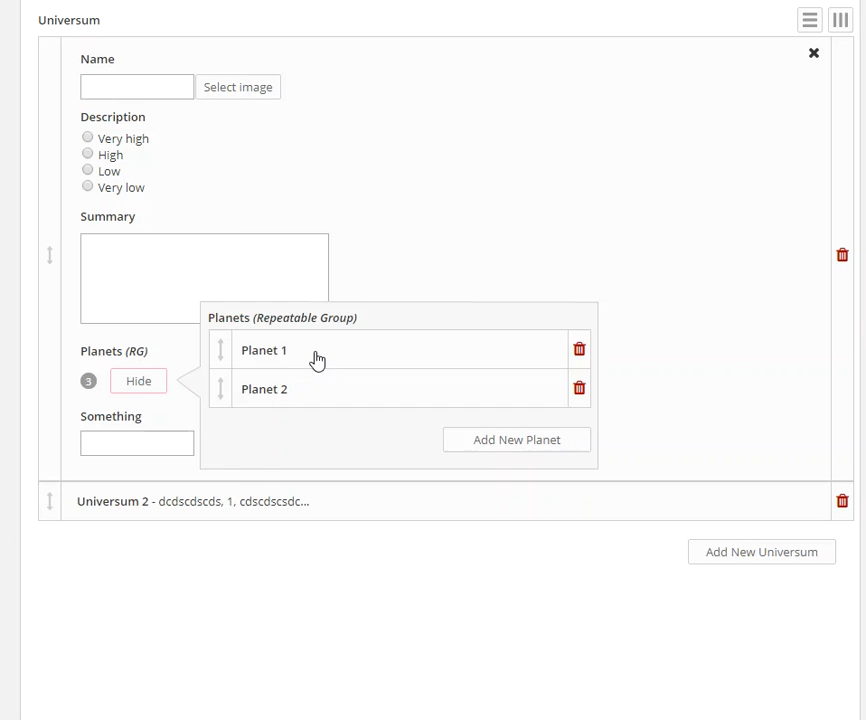 Universum
Name
Select image
Description
Very high
High
Low
Very low
Summary
Planets (Repeatable Group)
Planet 1
Planet 2
Add New Planet
Planets (RG)
3 Hide
Something
Universum 2 - dcdscdscds, 1, cdscdscsdc...
Add New Universum